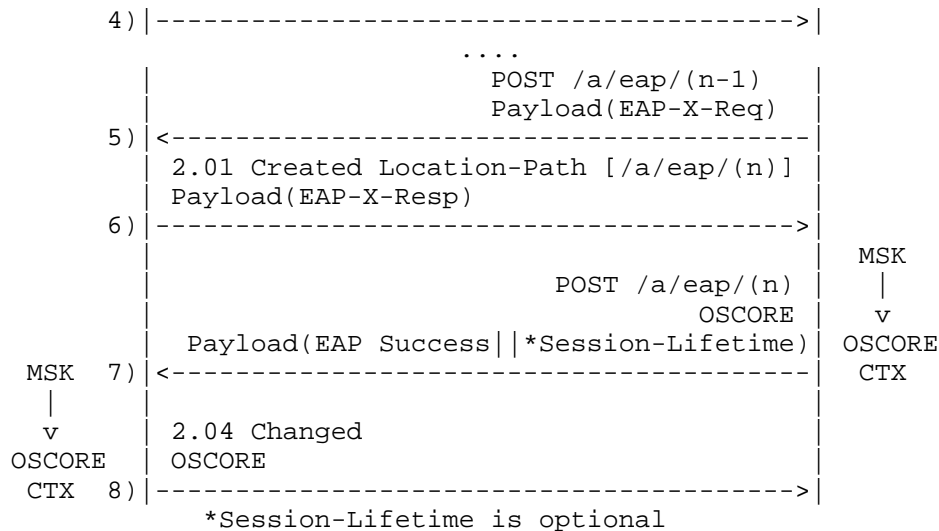 4)|---------------------------------------->|
....
| POST /a/eap/(n-1) |
| Payload(EAP-X-Req) |
5)|<----------------------------------------|
| 2.01 Created Location-Path [/a/eap/(n)] |
| Payload(EAP-X-Resp) |
6)|---------------------------------------->|
| | MSK
| POST /a/eap/(n) | |
| OSCORE | v
| Payload(EAP Success||*Session-Lifetime)| OSCORE
MSK 7)|<----------------------------------------| CTX
| | |
v | 2.04 Changed |
OSCORE | OSCORE |
CTX 8)|---------------------------------------->|
*Session-Lifetime is optional